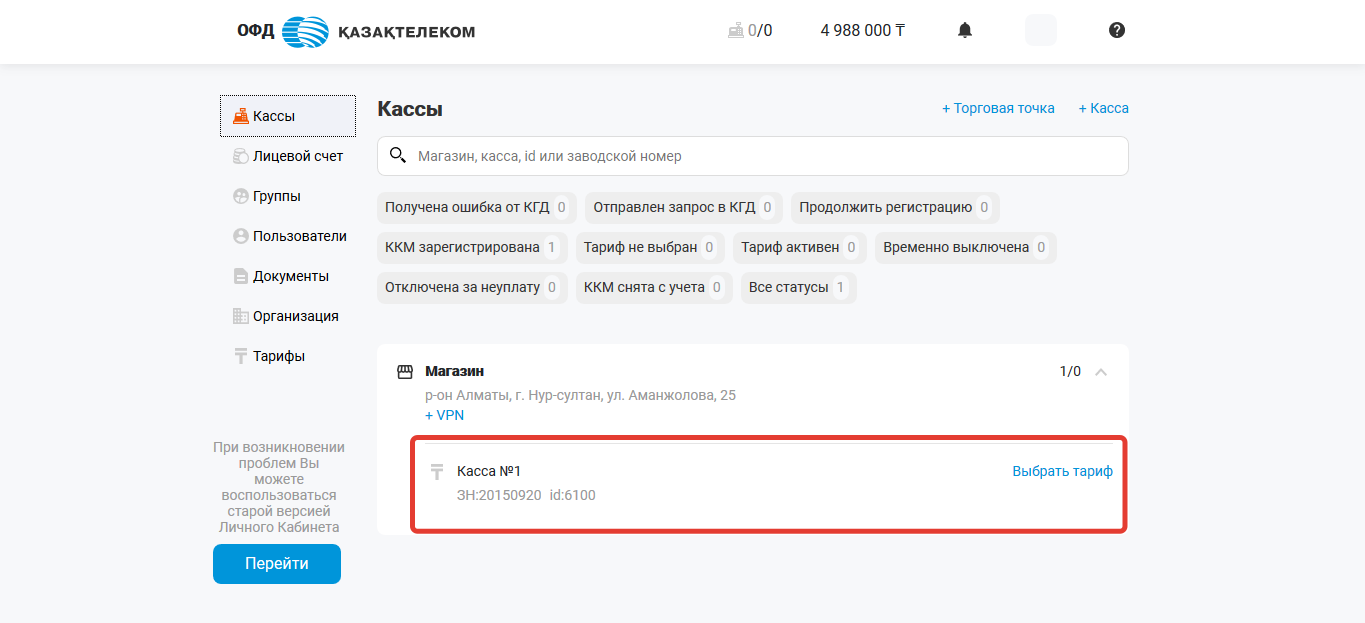 ОФД ҚАЗАҚТЕЛЕКОМ
0/0
4 988 000 ₸
Кассы
Лицевой счет
Группы
Пользователи
Документы
Организация
Тарифы
При возникновении
проблем Вы
можете
воспользоваться
старой версией
Личного Кабинета
Перейти
Кассы
+ Торговая точка
+ Касса
Магазин, касса, id или заводской номер
Получена ошибка от КГД 0
Отправлен запрос в КГД 0
Продолжить регистрацию 0
ККМ зарегистрирована 1
Тариф не выбран 0
Тариф активен 0
Временно выключена 0
Отключена за неуплату 0
ККМ снята с учета 0
Все статусы 1
Магазин
1/0
р-он Алматы, г. Нур-султан, ул. Аманжолова, 25
+ VPN
Касса №1
Выбрать тариф
ЗН:20150920 id:6100